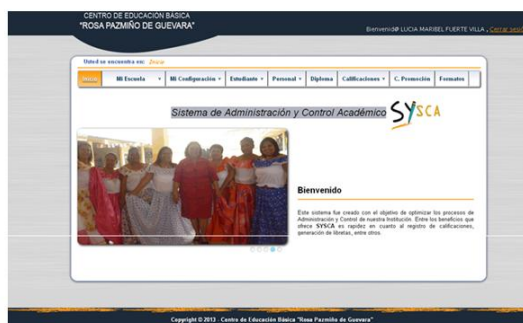 CENTRO DE EDUCACION BASICA
"ROSA PAZMIÑO DE GUEVARA"
Bienvenid@ LUCIA MARIBEL FUERTE VILLA , Cerrar sesió
Usted se encuentra en: Inicio
Inicio Mi Escuela Mi Configuración Estudiante Personal Diploma Calificaciones C. Promoción Formatos
Sistema de Administración y Control Académico SYSCA
Bienvenido
Este sistema fue creado con el objetivo de optimizar los procesos de
Administración y Control de nuestra Institución. Entre los beneficios que
ofrece SYSCA es rapidez en cuanto al registro de calificaciones,
generación de libretas, entre otros.
Copyright © 2013 - Centro de Educación Básica "Rosa Pazmiño de Guevara"